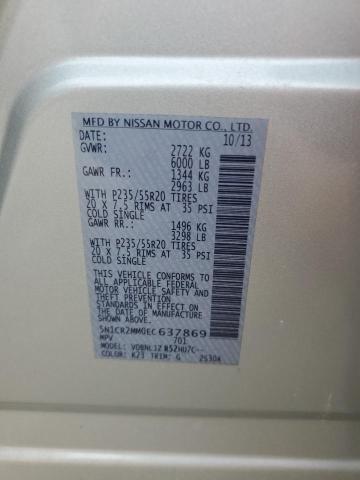 MFD BY NISSAN MOTOR CO., LTD.
DATE: 10/13
GVWR: 2722 KG
6000 LB
GAWR FR.: 1344 KG
2963 LB
WITH P235/55R20 TIRES
20 X 7.5 RIMS AT 35 PSI
COLD SINGLE
GAWR RR.: 1496 KG
3298 LB
WITH P235/55R20 TIRES
20 X 7.5 RIMS AT 35 PSI
COLD SINGLE
THIS VEHICLE CONFORMS TO
ALL APPLICABLE FEDERAL
MOTOR VEHICLE SAFETY AND
THEFT PREVENTION STANDARDS
IN EFFECT ON THE DATE OF
MANUFACTURE SHOWN ABOVE.
5N1CR2MM0EC 637869
MPV 701
MODEL:
COLOR: K23 TRIM: G 2530A